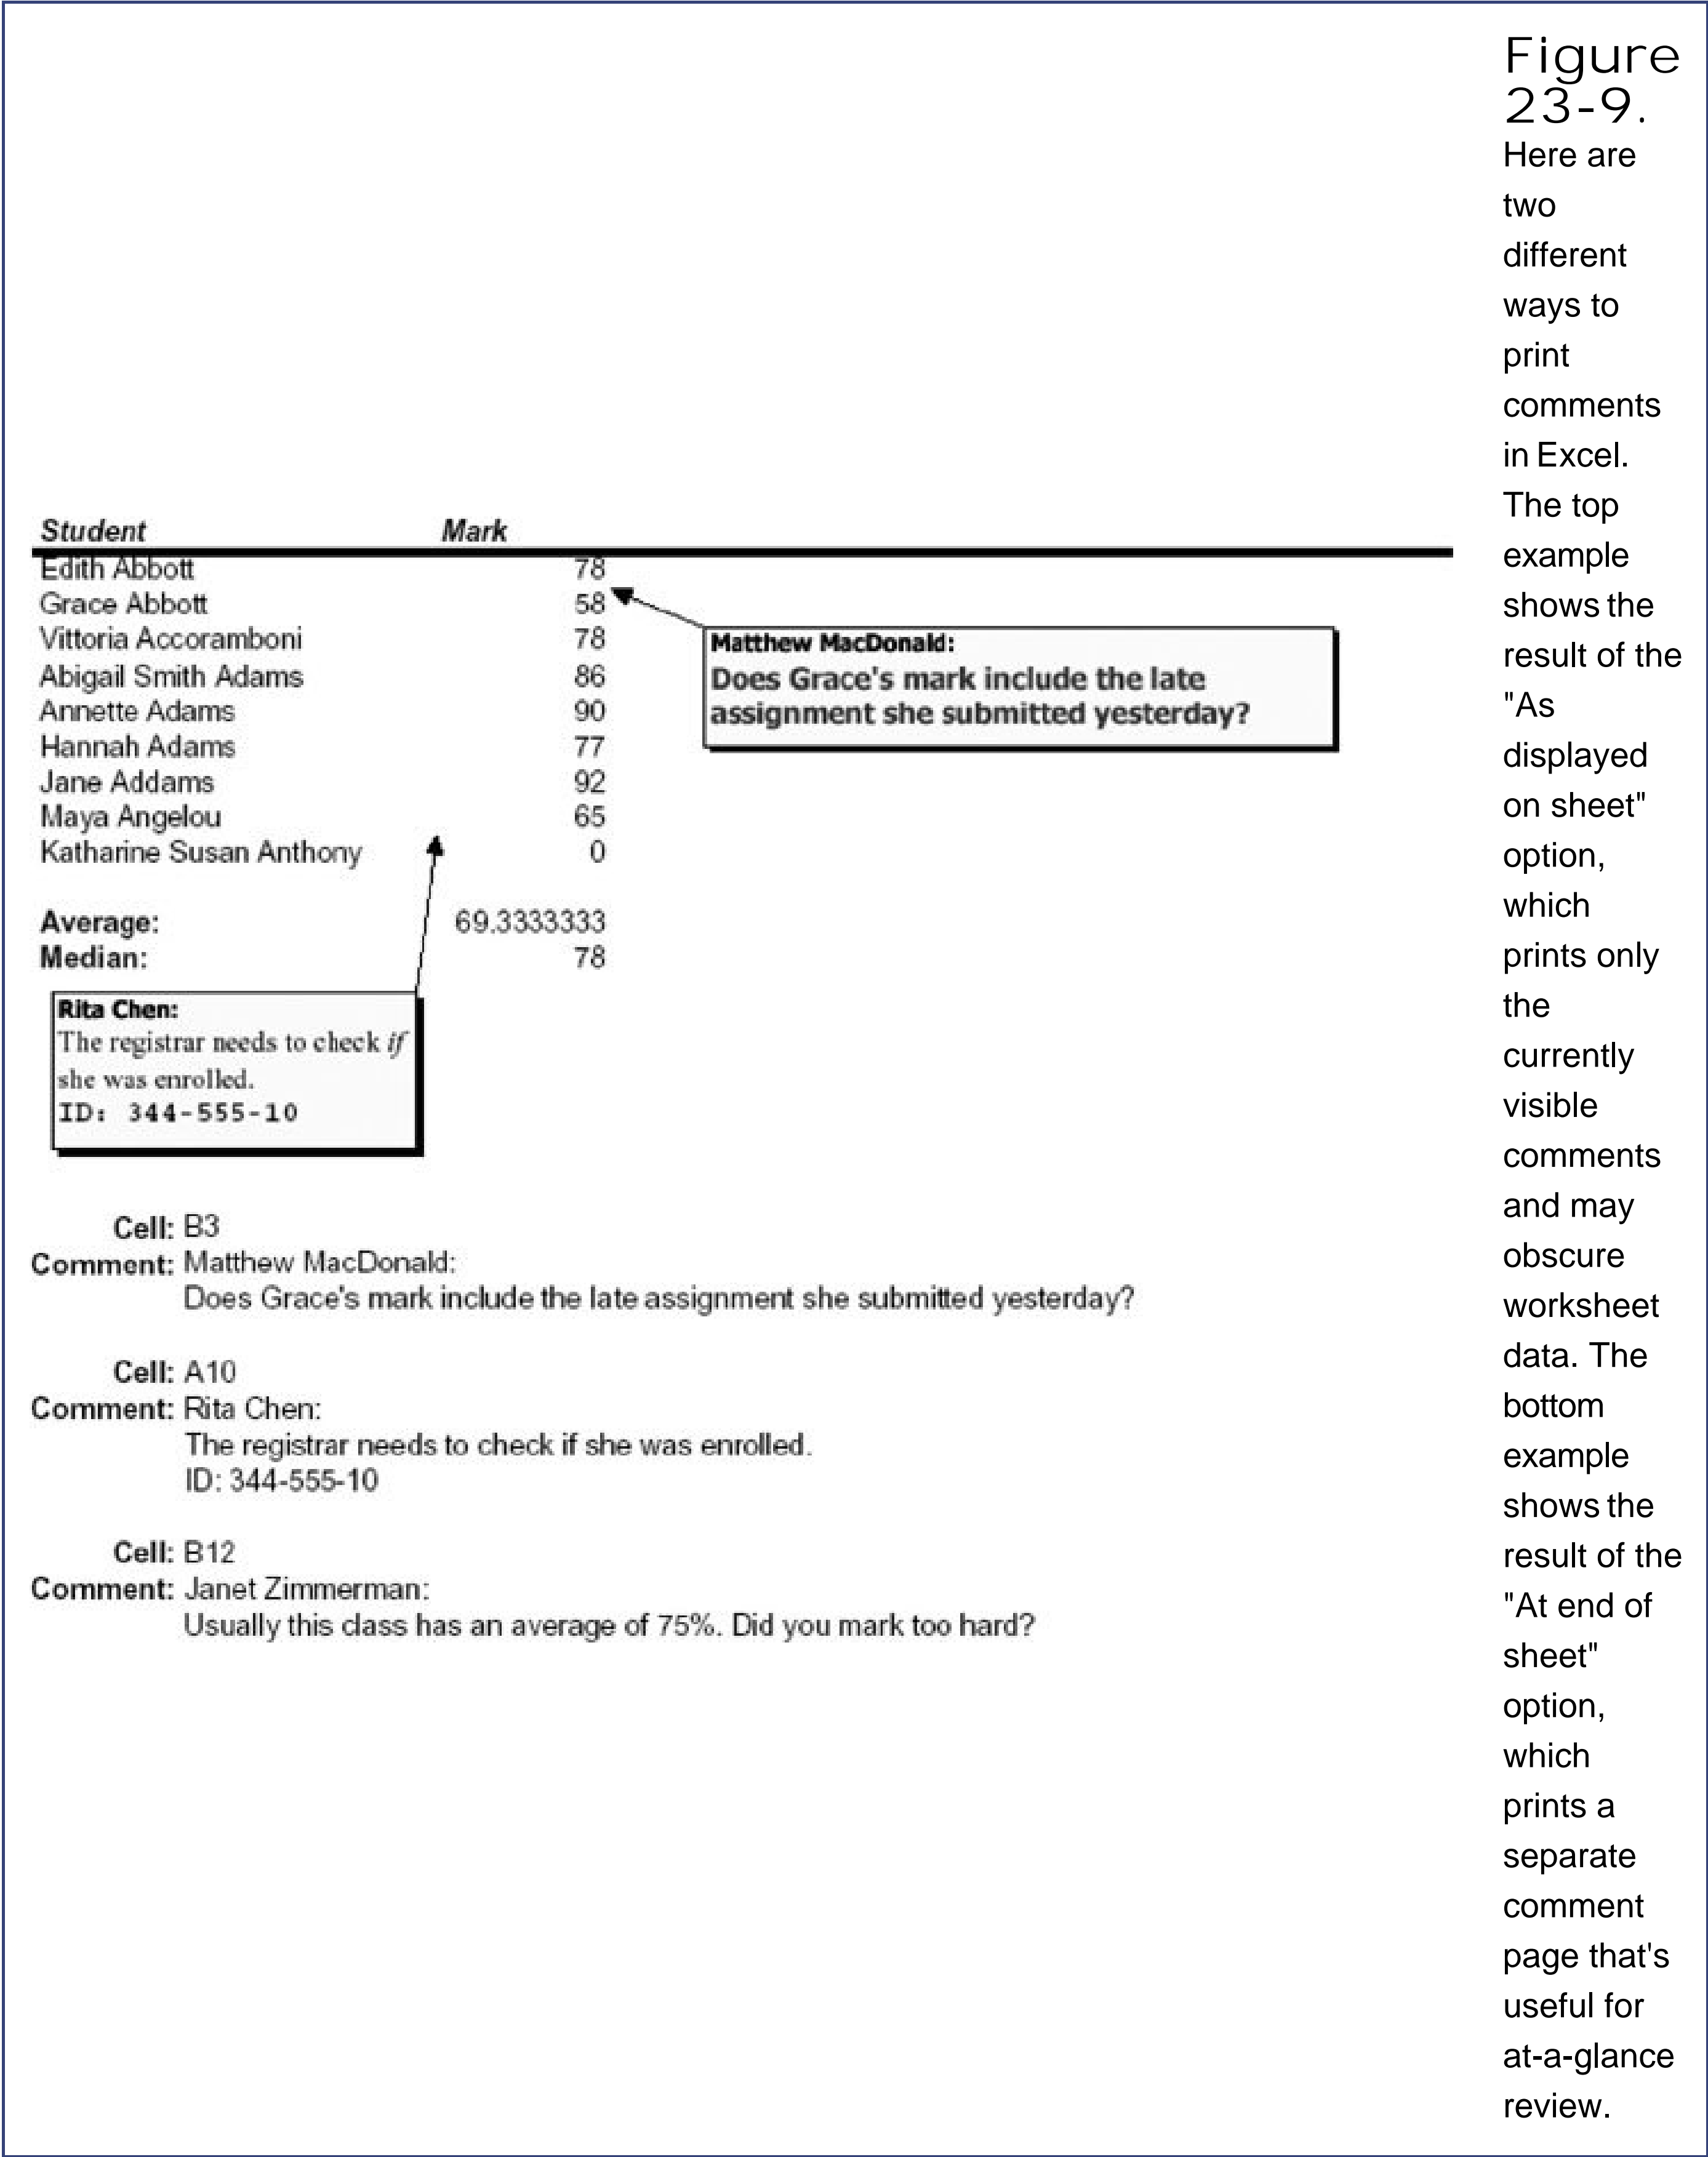 Figure
23-9.
Here are
two
different
ways to
print
comments
in Excel.
The top
example
shows the
result of the
"As
displayed
on sheet"
option,
which
prints only
the
currently
visible
comments
and may
obscure
worksheet
data. The
bottom
example
shows the
result of the
"At end of
sheet"
option,
which
prints a
separate
comment
page that's
useful for
at-a-glance
review.
Student Mark
Edith Abbott 78
Grace Abbott 58
Vittoria Accoramboni 78
Abigail Smith Adams 86
Annette Adams 90
Hannah Adams 77
Jane Addams 92
Maya Angelou 65
Katharine Susan Anthony 0
Average: 69.3333333
Median: 78
Matthew MacDonald:
Does Grace's mark include the late
assignment she submitted yesterday?
Rita Chen:
The registrar needs to check if
she was enrolled.
ID: 344-555-10
Cell: B3
Comment: Matthew MacDonald:
Does Grace's mark include the late assignment she submitted yesterday?
Cell: A10
Comment: Rita Chen:
The registrar needs to check if she was enrolled.
ID: 344-555-10
Cell: B12
Comment: Janet Zimmerman:
Usually this class has an average of 75%. Did you mark too hard?